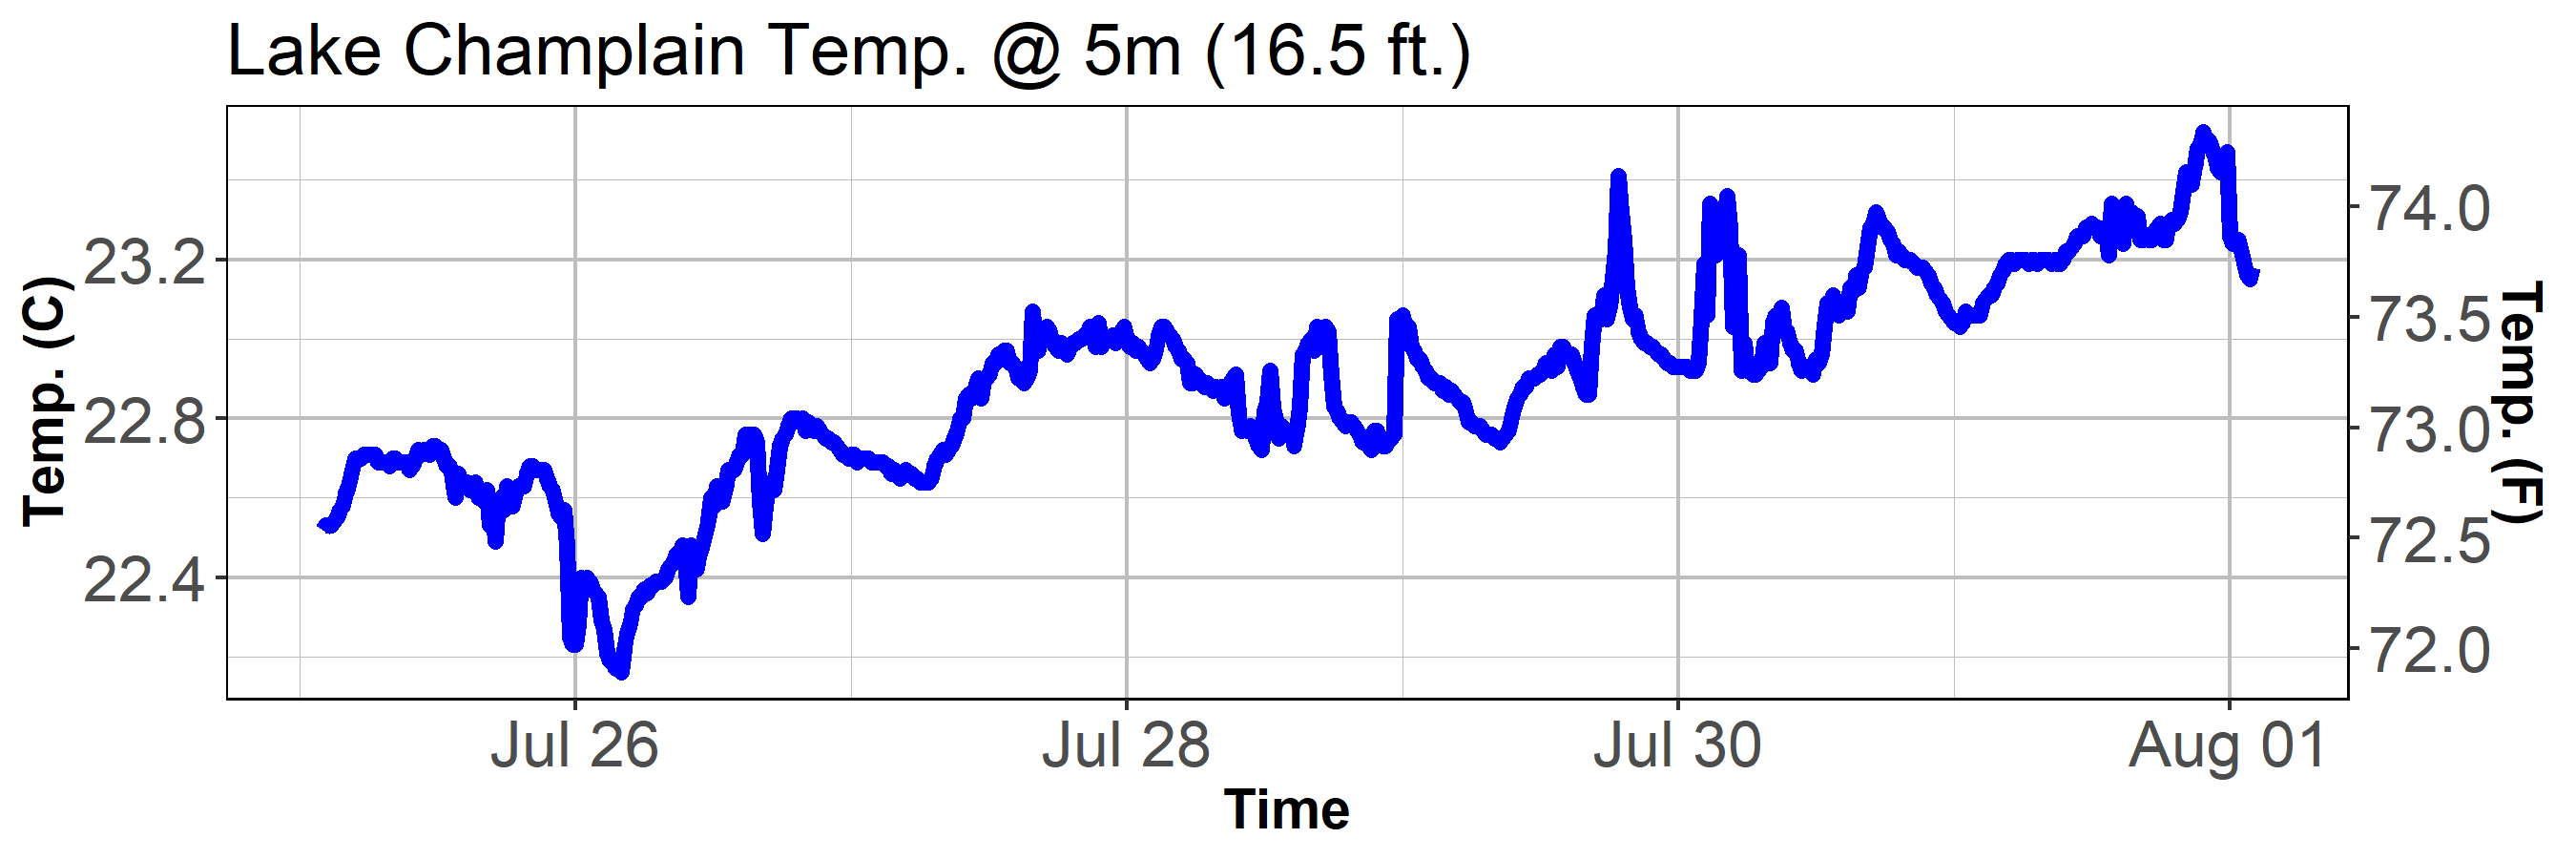 Lake Champlain Temp. @ 5m (16.5 ft.)
Temp. (C)
23.2
22.8
22.4
74.0
73.5
73.0
72.5
72.0
Temp. (F)
Jul 26
Jul 28
Jul 30
Aug 01
Time